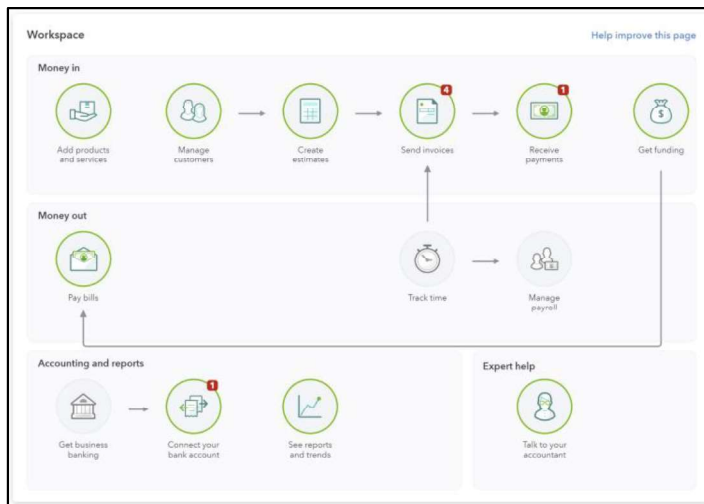 Workspace
Help improve this page
Money in
4
1
Add products
and services
Manage
customers
Create
estimates
Send invoices
Receive
payments
$
Get funding
Money out
Pay bills
Track time
Manage
payroll
Accounting and reports
1
Get business
banking
Connect your
bank account
See reports
and trends
Expert help
Talk to your
accountant